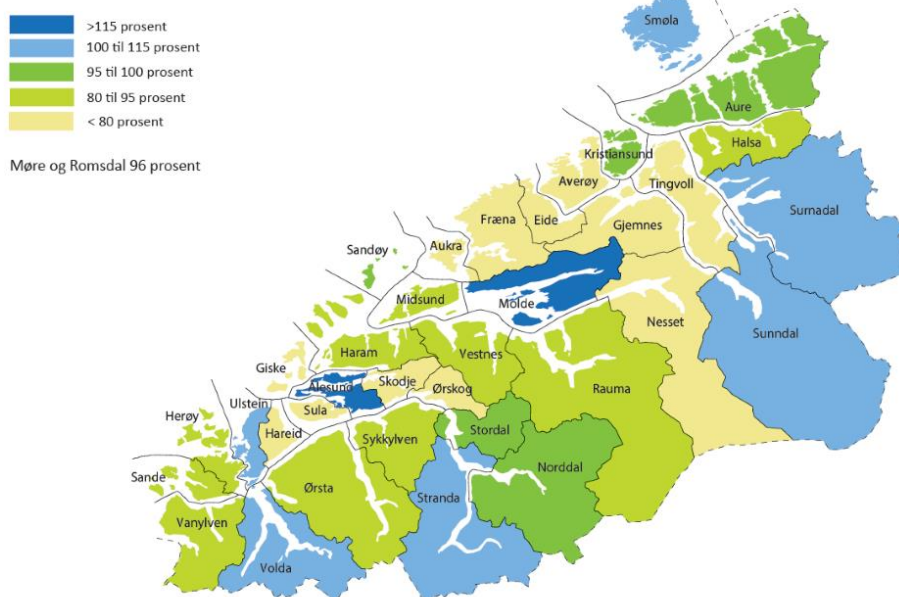 >115 prosent
100 til 115 prosent
95 til 100 prosent
80 til 95 prosent
< 80 prosent
Møre og Romsdal 96 prosent
Smøla
Aure
Halsa
Kristiansund
Tingvoll
Averøy
Surnadal
Fræna
Eide
Gjemnes
Aukra
Sandøy
Midsund
Molde
Nesset
Sunndal
Haram
Vestnes
Giske
Skodje
Rauma
Ålesund
Ørskog
Ulstein
Sula
Herøy
Hareid
Stordal
Sykkylven
Norddal
Sande
Ørsta
Stranda
Vanylven
Volda